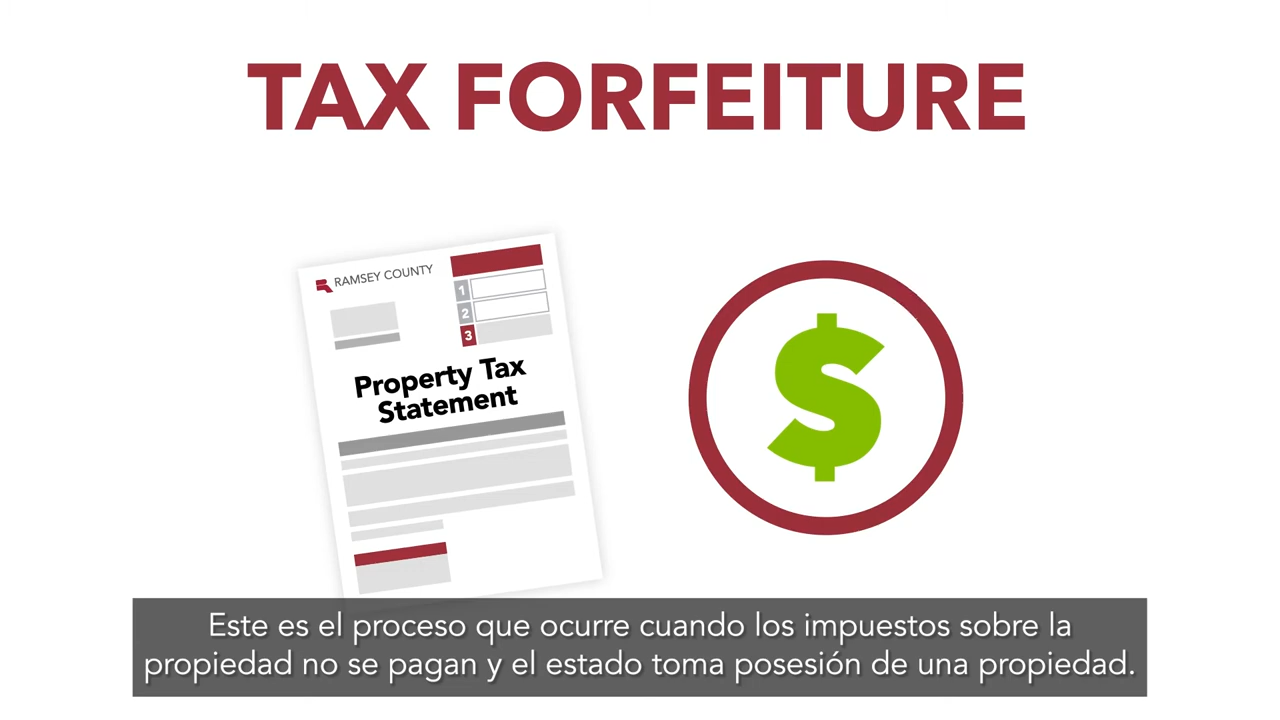 TAX FORFEITURE
RAMSEY COUNTY
1
2
3
Property Tax
Statement
$
Este es el proceso que ocurre cuando los impuestos sobre la
propiedad no se pagan y el estado toma posesión de una propiedad.